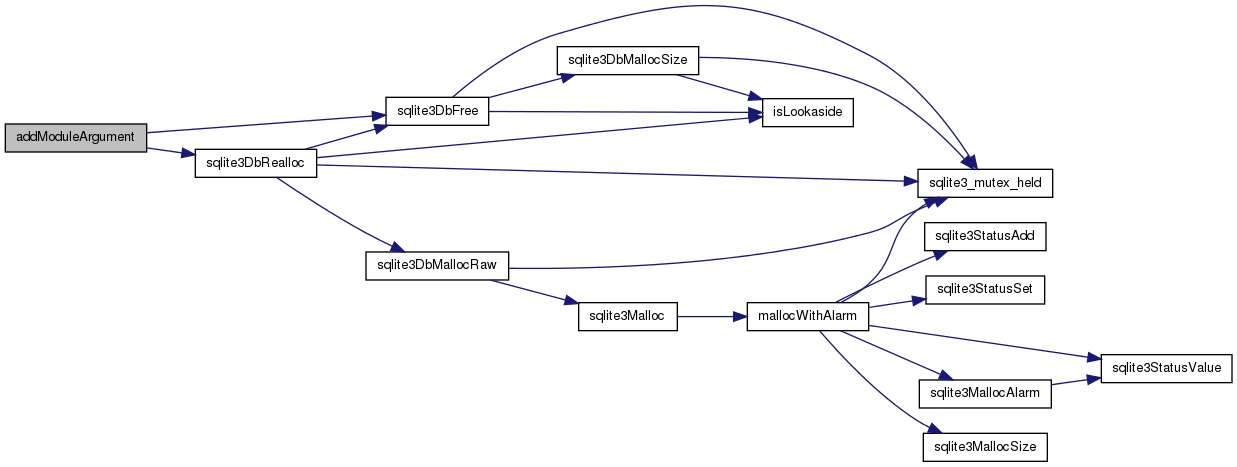 addModuleArgument
sqlite3DbFree
sqlite3DbRealloc
sqlite3DbMallocSize
isLookaside
sqlite3_mutex_held
sqlite3DbMallocRaw
sqlite3Malloc
mallocWithAlarm
sqlite3StatusAdd
sqlite3StatusSet
sqlite3StatusValue
sqlite3MallocAlarm
sqlite3MallocSize